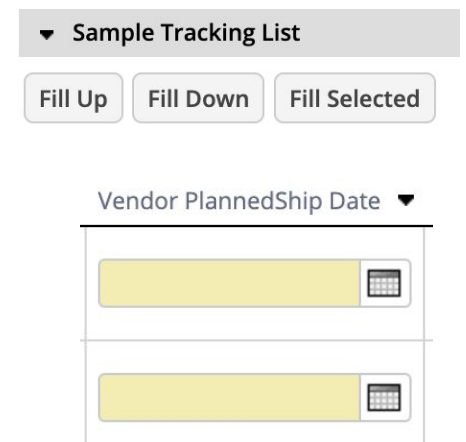 Sample Tracking List
Fill Up Fill Down Fill Selected
Vendor PlannedShip Date